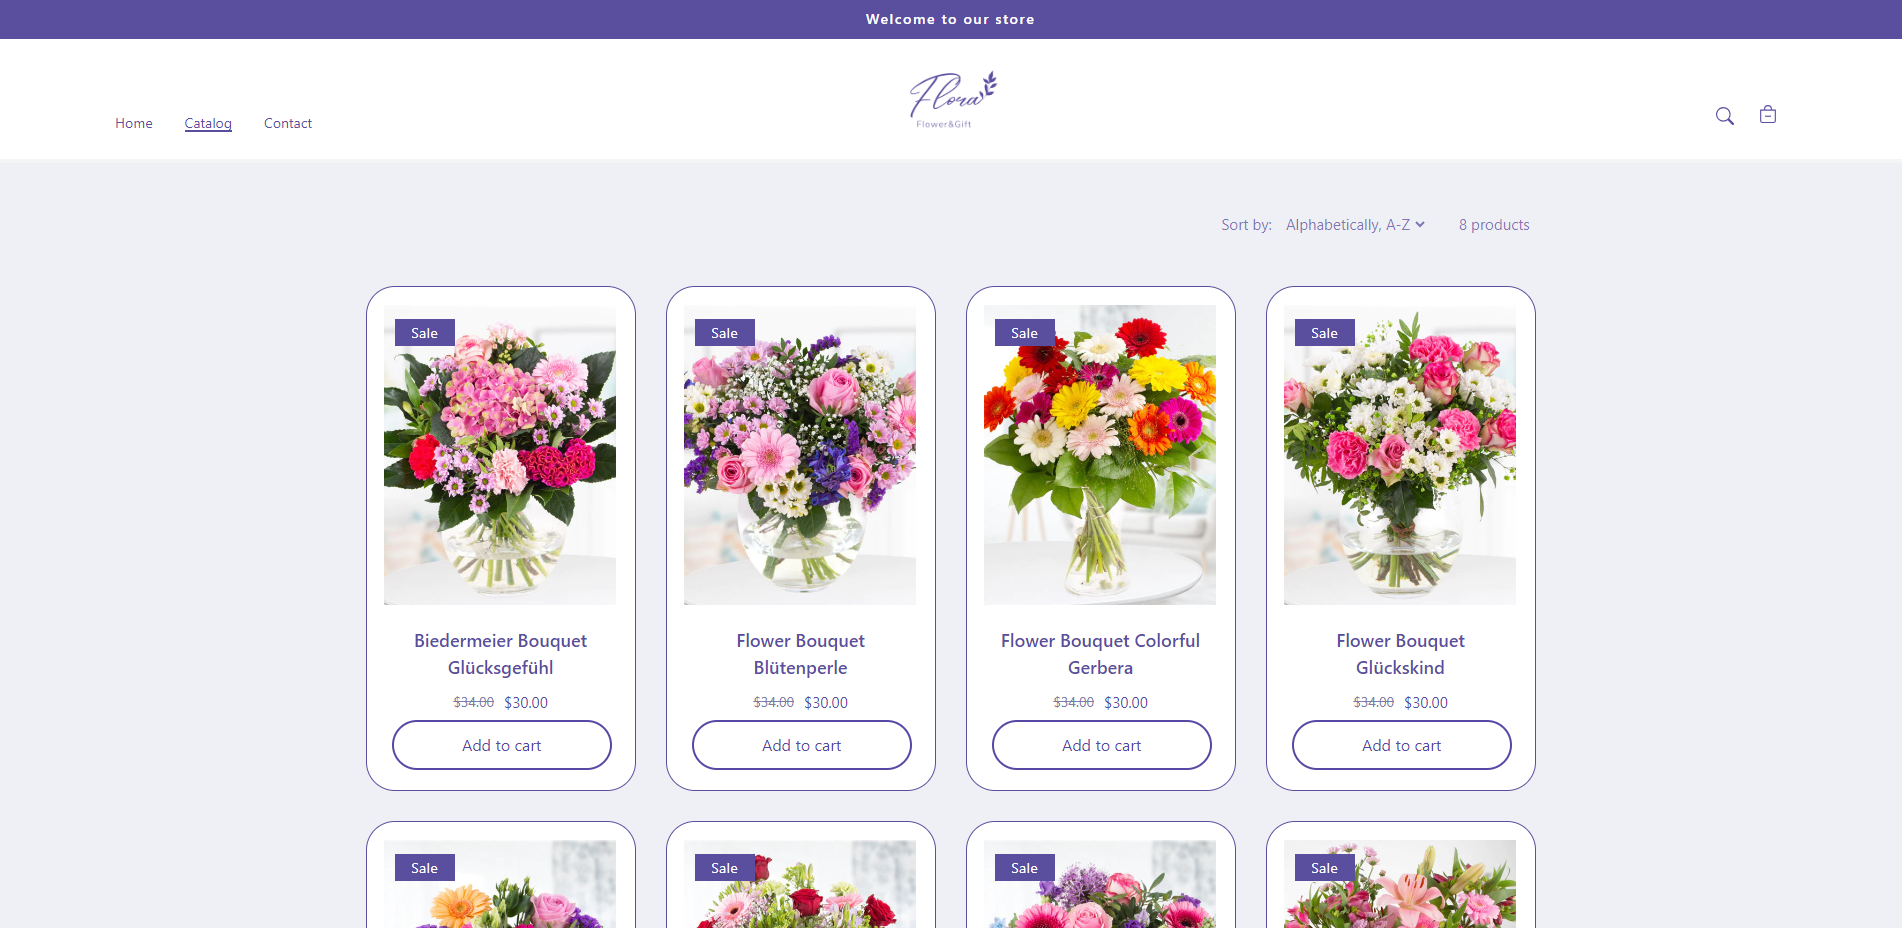 Welcome to our store
Home
Catalog
Contact
Flora
Flower&Gift
Sort by: Alphabetically, A-Z
8 products
Sale
Sale
Sale
Sale
Biedermeier Bouquet
Glücksgefühl
$34.00 $30.00
Add to cart
Flower Bouquet
Blütenperle
$34.00 $30.00
Add to cart
Flower Bouquet Colorful
Gerbera
$34.00 $30.00
Add to cart
Flower Bouquet
Glückskind
$34.00 $30.00
Add to cart
Sale
Sale
Sale
Sale